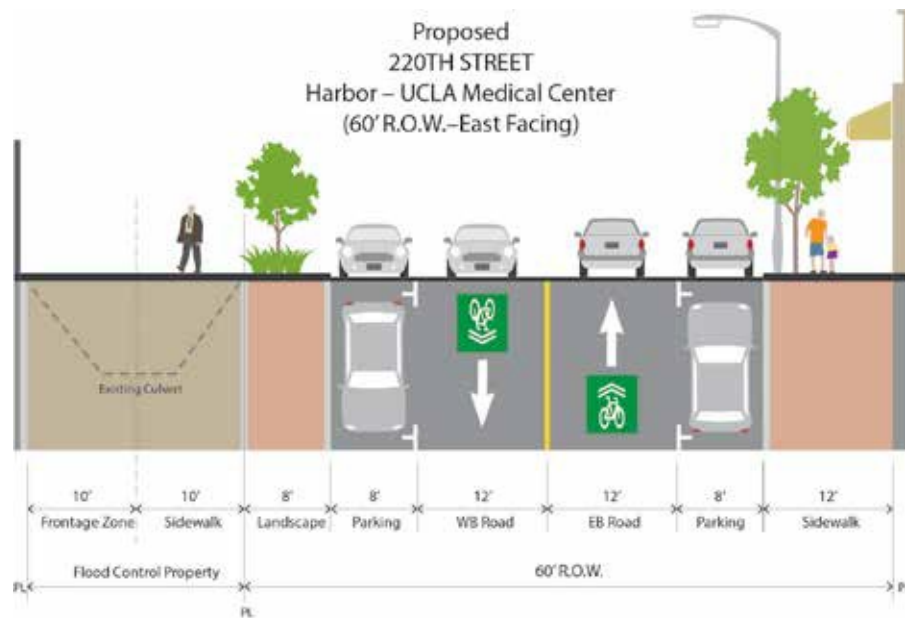 Proposed
220TH STREET
Harbor – UCLA Medical Center
(60' R.O.W.–East Facing)
Existing Culvert
10' 10' 8' 8' 12' 12' 8' 12'
Frontage Zone Sidewalk Landscape Parking WB Road EB Road Parking Sidewalk
Flood Control Property 60' R.O.W.
PL
PL